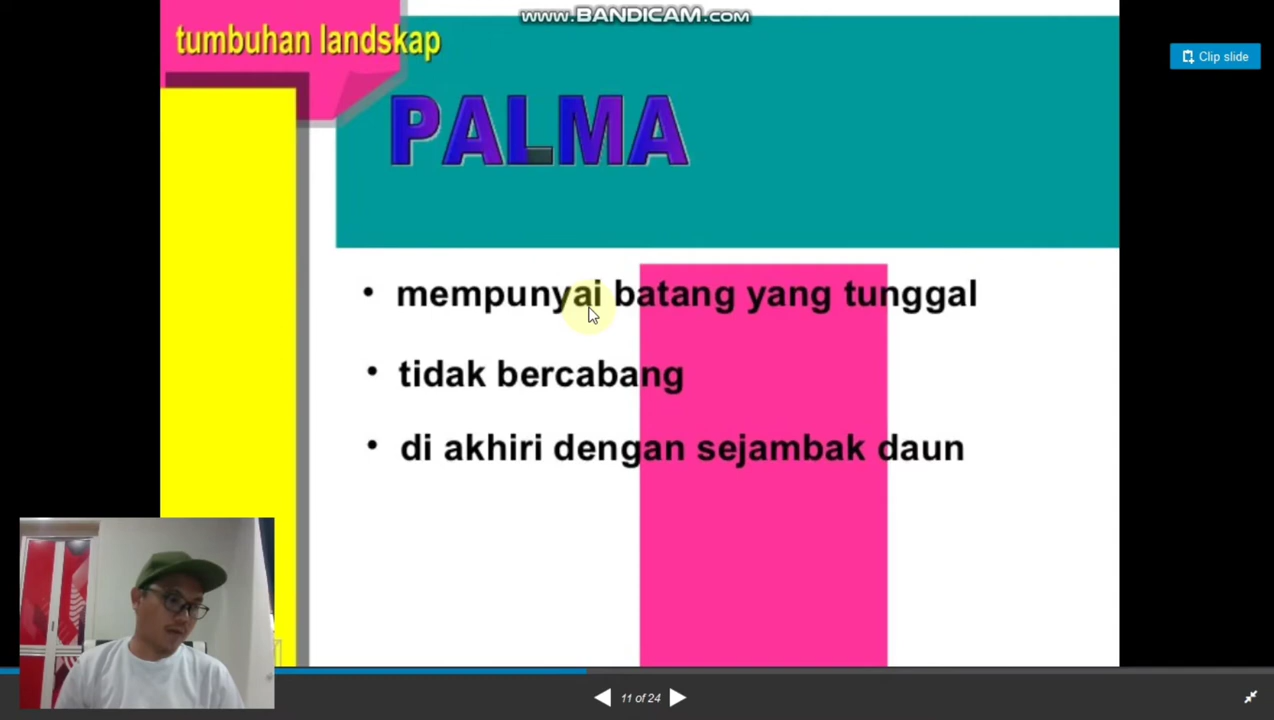 www.BANDICAM.com
tumbuhan landskap
Clip slide
PALMA
• mempunyai batang yang tunggal
• tidak bercabang
• di akhiri dengan sejambak daun
11 of 24